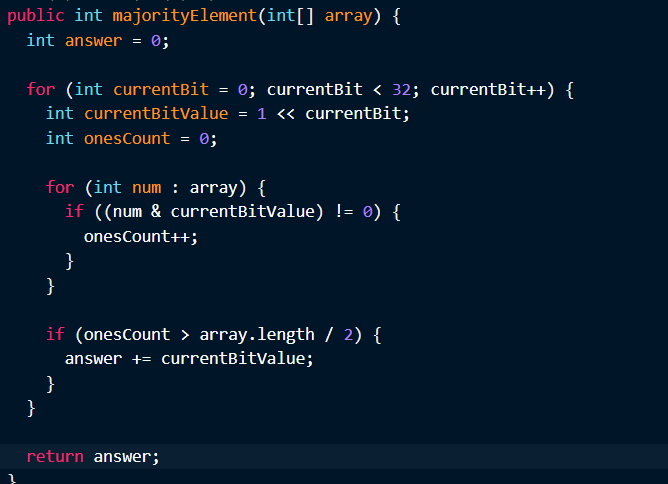 public int majorityElement(int[] array) {
  int answer = 0;

  for (int currentBit = 0; currentBit < 32; currentBit++) {
    int currentBitValue = 1 << currentBit;
    int onesCount = 0;

    for (int num : array) {
      if ((num & currentBitValue) != 0) {
        onesCount++;
      }
    }

    if (onesCount > array.length / 2) {
      answer += currentBitValue;
    }
  }

  return answer;
}